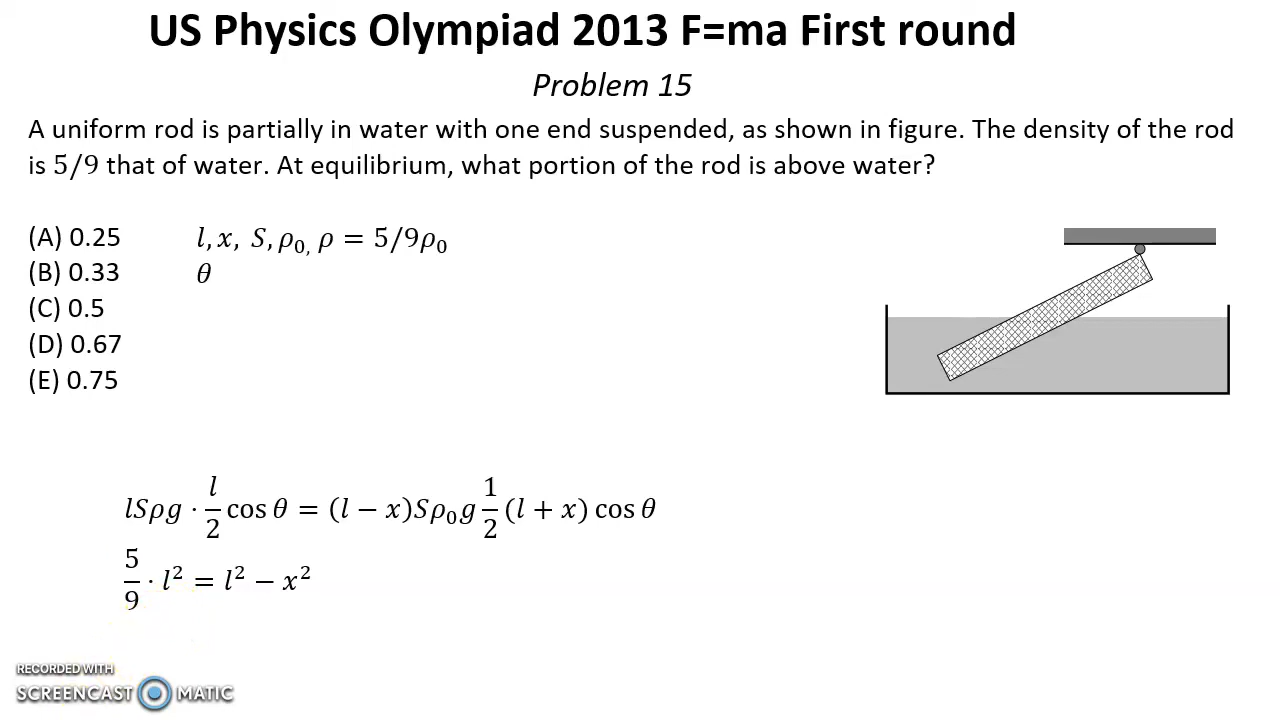 US Physics Olympiad 2013 F=ma First round
Problem 15
A uniform rod is partially in water with one end suspended, as shown in figure. The density of the rod
is 5/9 that of water. At equilibrium, what portion of the rod is above water?
(A) 0.25
l, x, S, ρ₀, ρ = 5/9ρ₀
(B) 0.33
θ
(C) 0.5
(D) 0.67
(E) 0.75
lSρg · l/2 cos θ = (l − x)Sρ₀g 1/2 (l + x) cos θ
5/9 · l² = l² − x²
RECORDED WITH
SCREENCAST MATIC